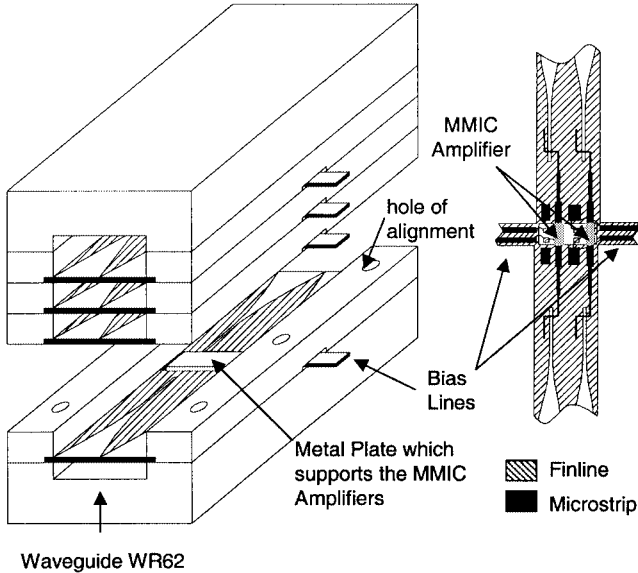 MMIC
Amplifier
hole of
alignment
Bias
Lines
Metal Plate which
supports the MMIC
Amplifiers
Finline
Microstrip
Waveguide WR62